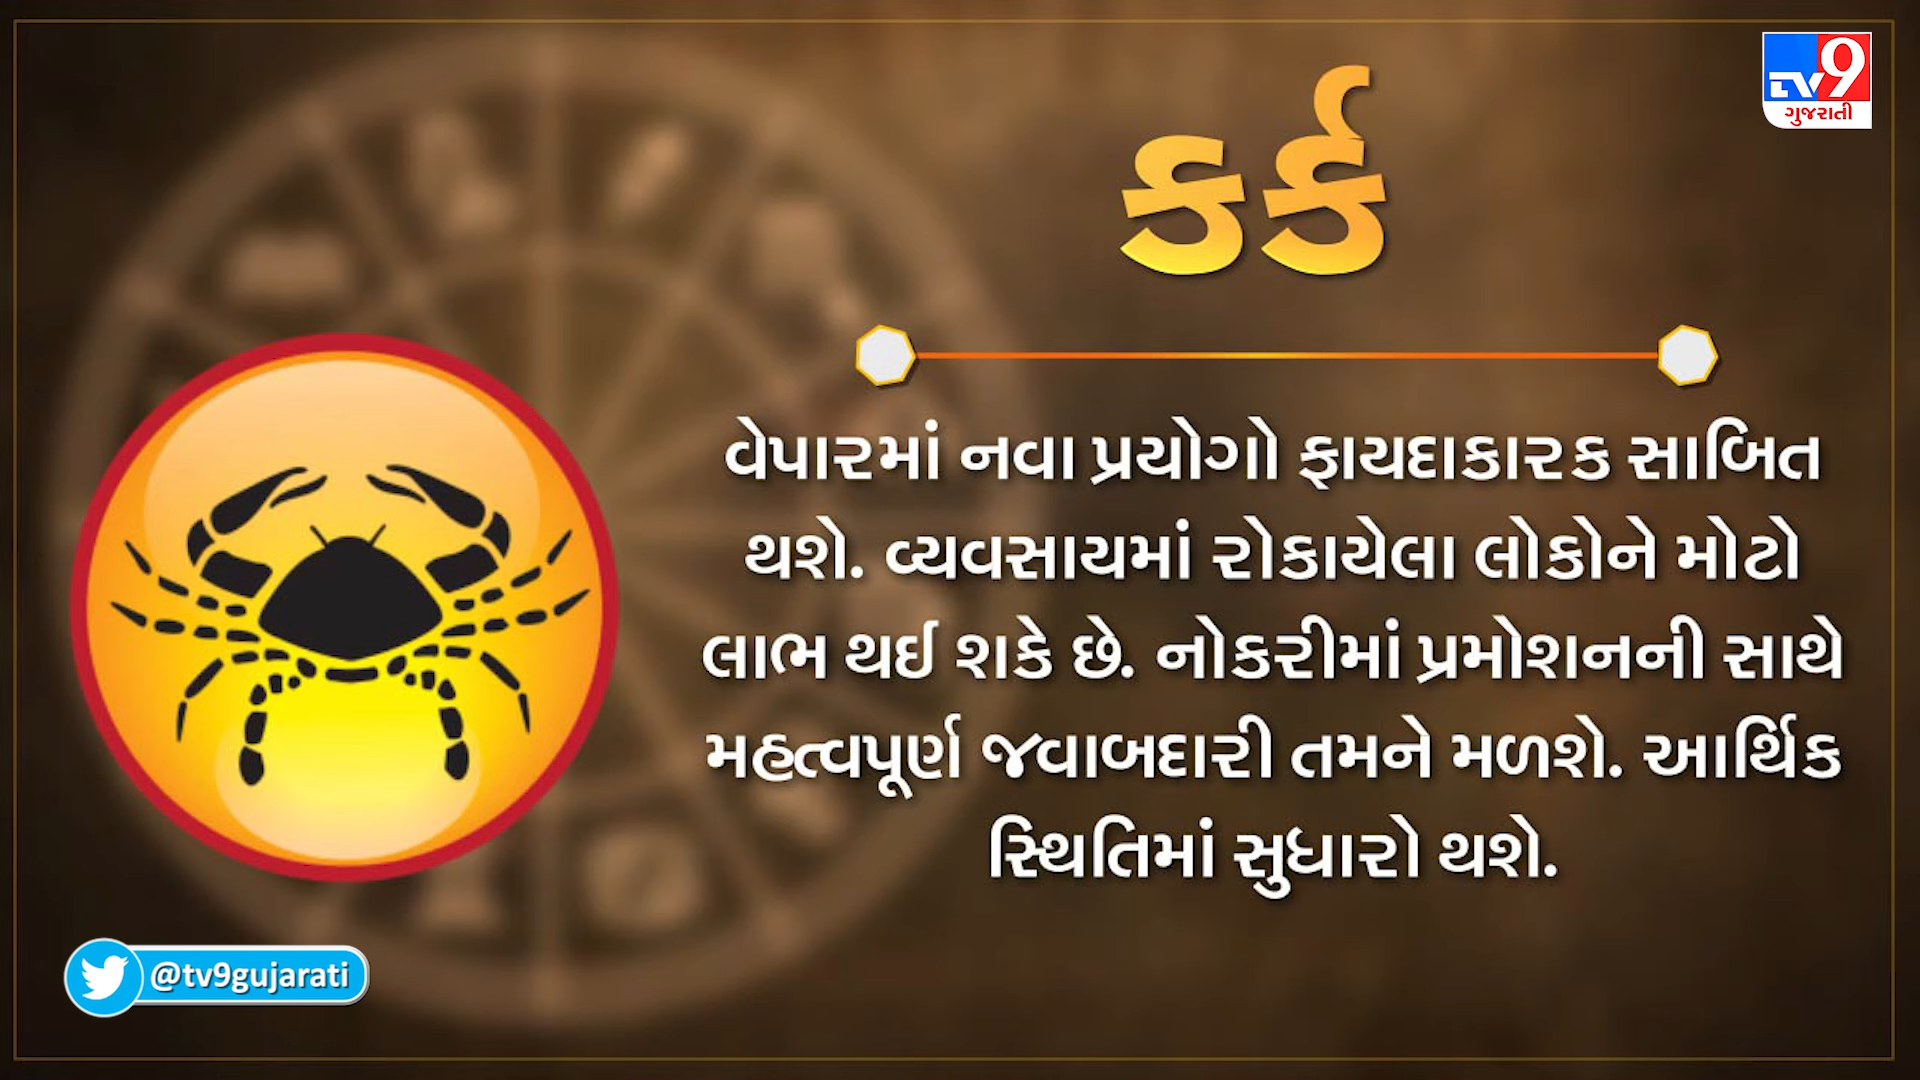 TV9
ગુજરાતી
કર્ક
વેપારમાં નવા પ્રયોગો ફાયદાકારક સાબિત
થશે. વ્યવસાયમાં રોકાયેલા લોકોને મોટો
લાભ થઈ શકે છે. નોકરીમાં પ્રમોશનની સાથે
મહત્વપૂર્ણ જવાબદારી તમને મળશે. આર્થિક
સ્થિતિમાં સુધારો થશે.
@tv9gujarati